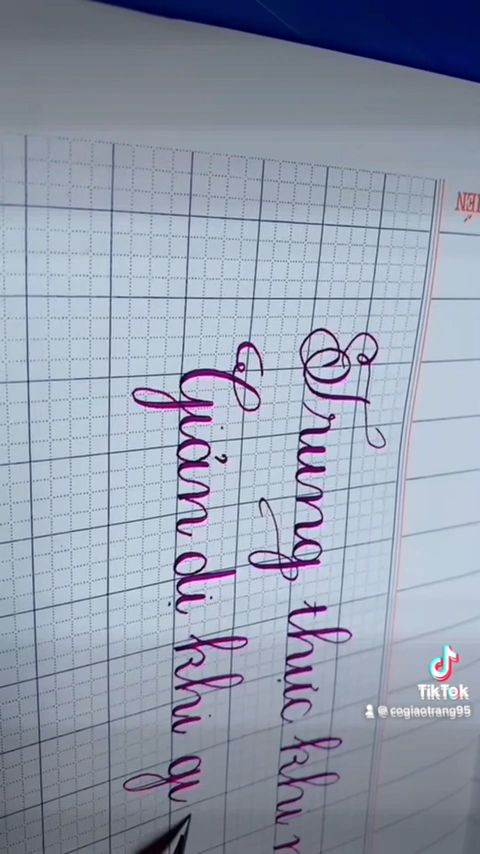 Trung thực khi n
Giản dị khi g
TikTok
@cogiaotrang95